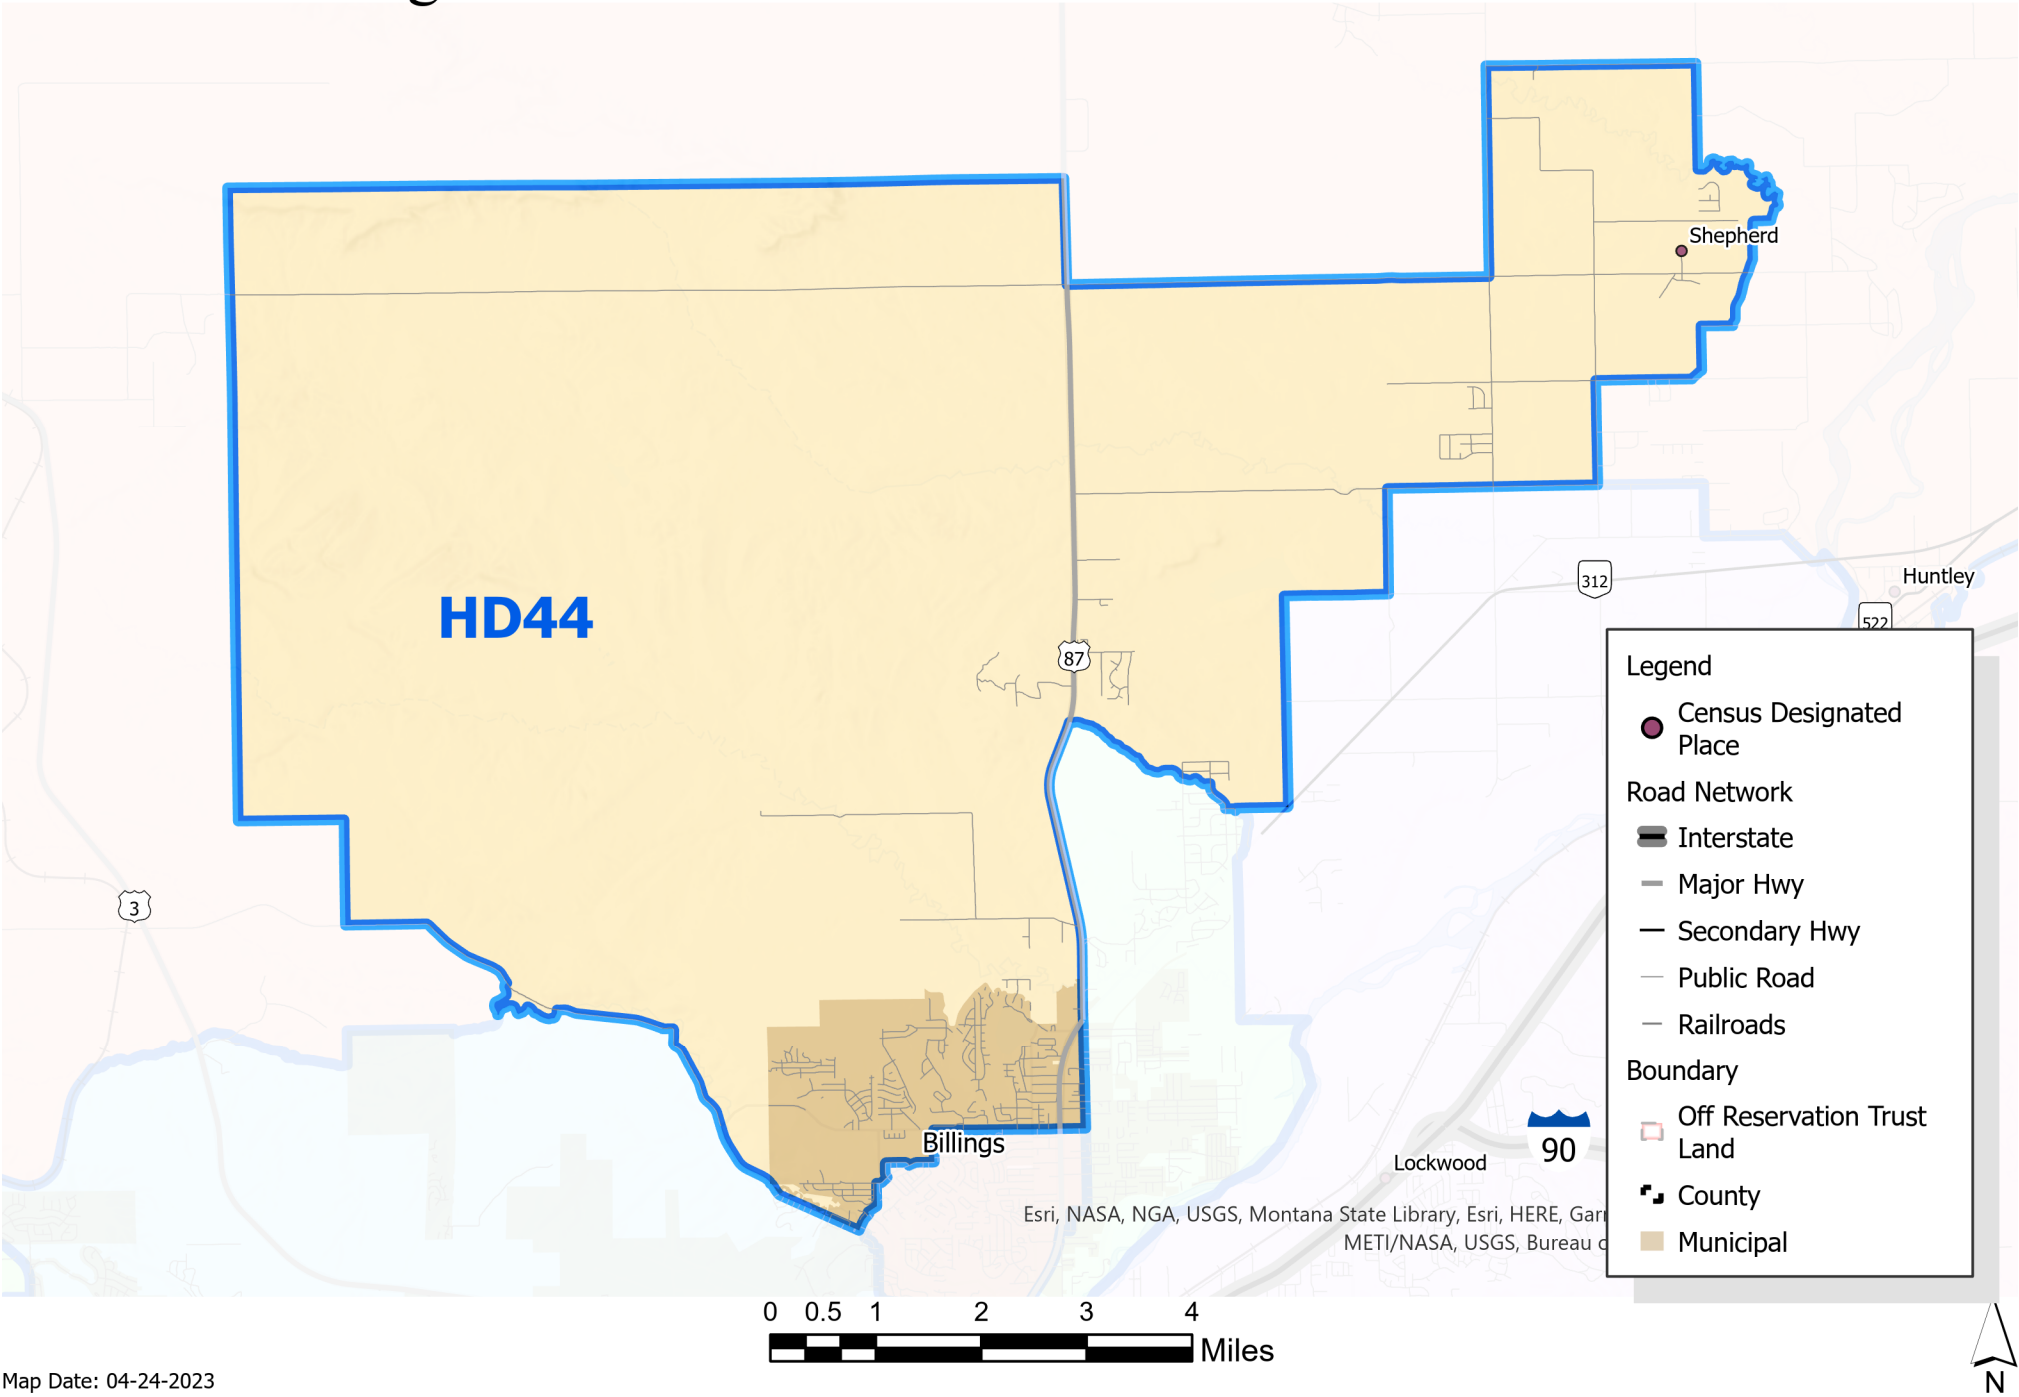 Shepherd
312
Huntley
522
HD44
87
3
Billings
Lockwood
90
Esri, NASA, NGA, USGS, Montana State Library, Esri, HERE, Garr
METI/NASA, USGS, Bureau o
Legend
Census Designated
Place
Road Network
Interstate
Major Hwy
Secondary Hwy
Public Road
Railroads
Boundary
Off Reservation Trust
Land
County
Municipal
0 0.5 1 2 3 4
Miles
N
Map Date: 04-24-2023